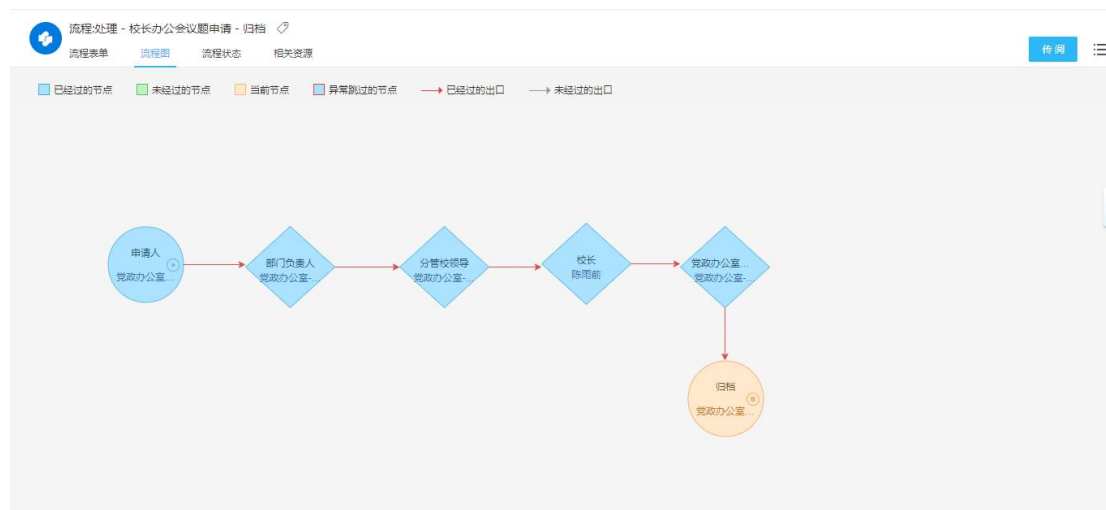 流程:处理 - 校长办公会议题申请 - 归档
流程表单 流程图 流程状态 相关资源
传阅
已经过的节点 未经过的节点 当前节点 异常跳过的节点 已经过的出口 未经过的出口
申请人
党政办公室...
部门负责人
党政办公室-...
分管校领导
党政办公室-...
校长
陈雨前
党政办公室...
党政办公室-...
归档
党政办公室...